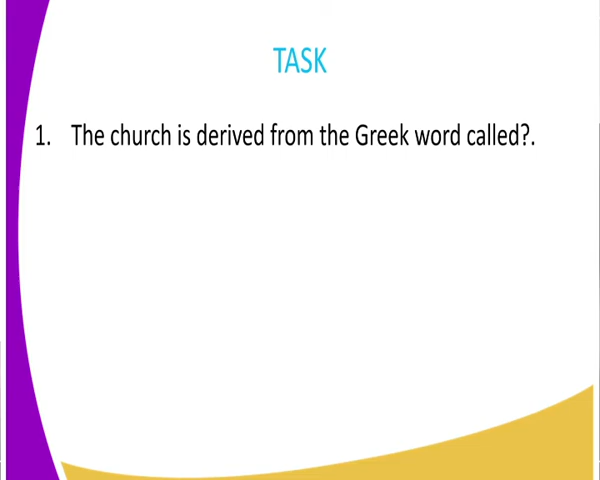 TASK
1. The church is derived from the Greek word called?.